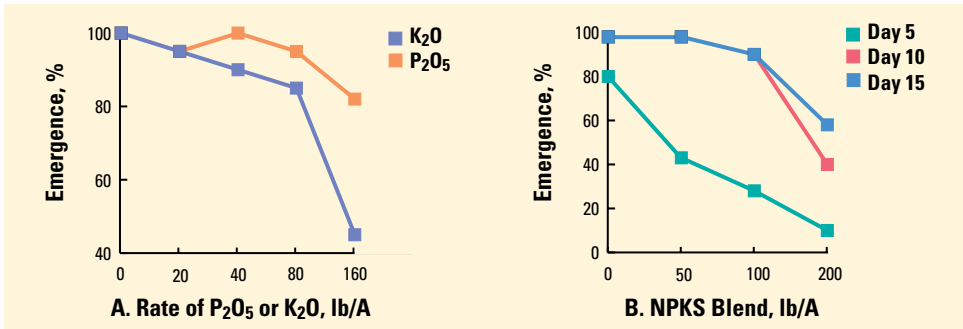 Emergence, %
100
80
60
40
0
20
40
80
160
K₂O
P₂O₅
A. Rate of P₂O₅ or K₂O, lb/A
Emergence, %
100
80
60
40
20
0
0
50
100
200
Day 5
Day 10
Day 15
B. NPKS Blend, lb/A